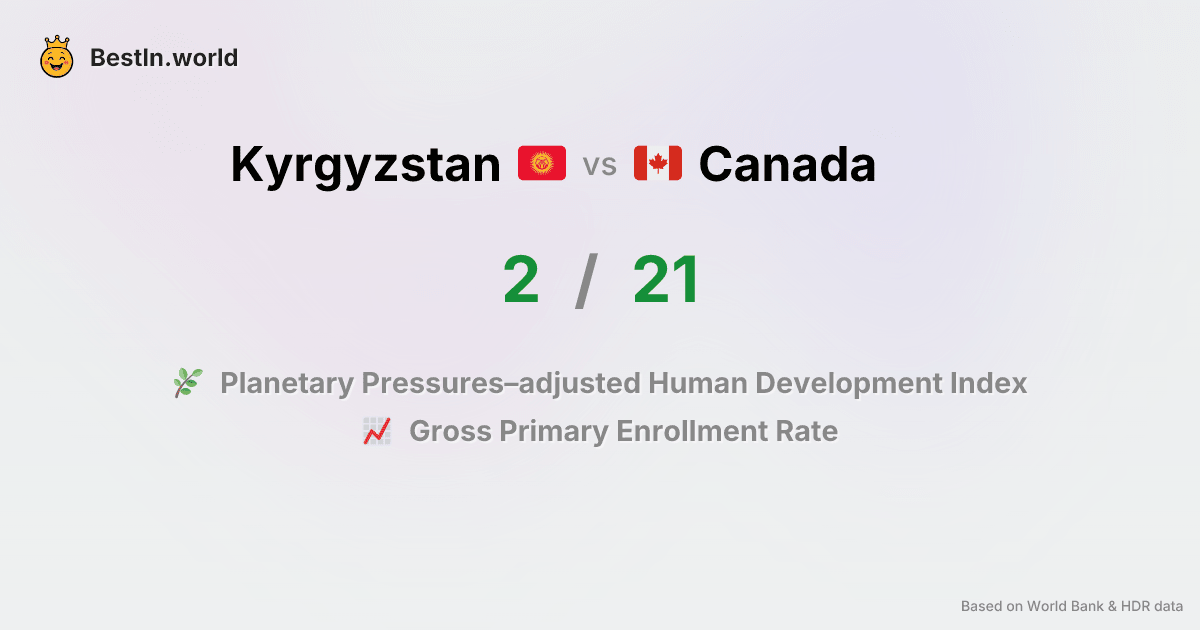 BestIn.world
Kyrgyzstan vs Canada
2 / 21
Planetary Pressures–adjusted Human Development Index
Gross Primary Enrollment Rate
Based on World Bank & HDR data